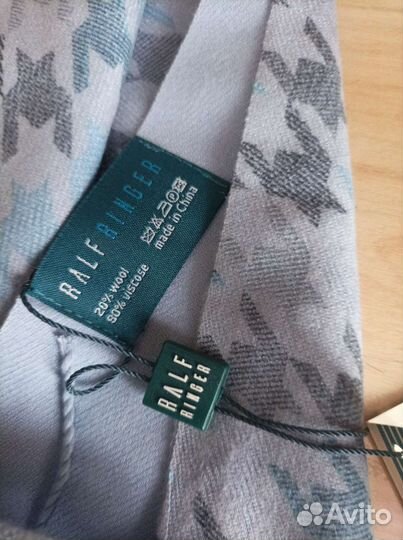 RALF RINGER
20% wool
80% viscose
made in China
RALF
RINGER
Avito